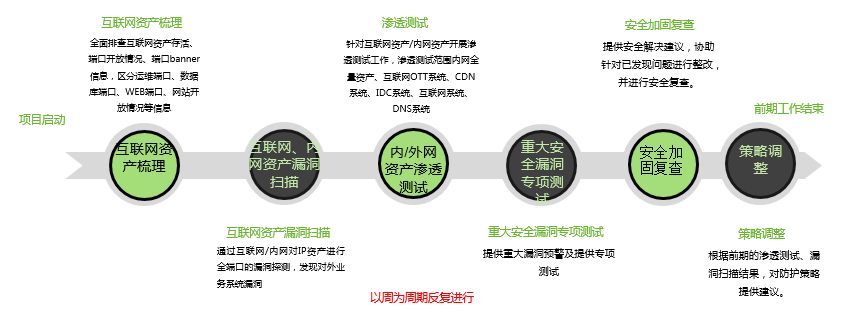 互联网资产梳理
全面排查互联网资产存活、
端口开放情况、端口banner
信息，区分运维端口、数据
库端口、WEB端口、网站开
放情况等信息
渗透测试
针对互联网资产/内网资产开展渗
透测试工作，渗透测试范围内网全
量资产、互联网OTT系统、CDN
系统、IDC系统、互联网系统、
DNS系统
安全加固复查
提供安全解决建议，协助
针对已发现问题进行整改，
并进行安全复查。
项目启动
前期工作结束
互联网资
产梳理
互联网、内
网资产漏洞
扫描
内/外网
资产渗透
测试
重大安
全漏洞
专项测
试
安全加
固复查
策略调
整
互联网资产漏洞扫描
通过互联网/内网对IP资产进行
全端口的漏洞探测，发现对外业
务系统漏洞
重大安全漏洞专项测试
提供重大漏洞预警及提供专项
测试
策略调整
根据前期的渗透测试、漏
洞扫描结果，对防护策略
提供建议。
以周为周期反复进行